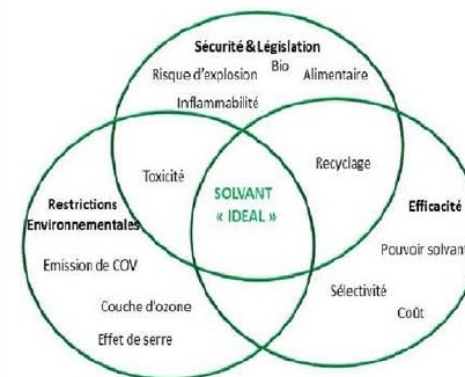 Sécurité & Législation
Risque d'explosion Bio Alimentaire
Inflammabilité
Toxicité
Recyclage
SOLVANT
« IDEAL »
Restrictions
Environnementales
Emission de COV
Couche d'ozone
Effet de serre
Efficacité
Pouvoir solvant
Sélectivité
Coût